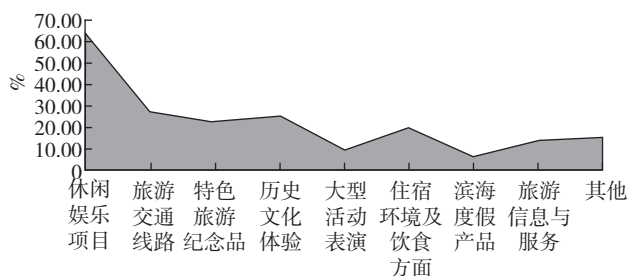 70.00
60.00
50.00
40.00
30.00
20.00
10.00
0
%
休闲
娱乐
项目
旅游
交通
线路
特色
旅游
纪念品
历史
文化
体验
大型
活动
表演
住宿
环境及
饮食
方面
滨海
度假
产品
旅游
信息与
服务
其他